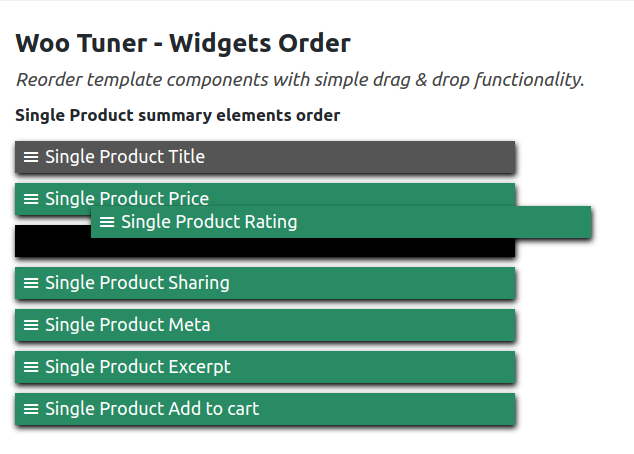 Woo Tuner - Widgets Order
Reorder template components with simple drag & drop functionality.
Single Product summary elements order
Single Product Title
Single Product Price
Single Product Rating
Single Product Sharing
Single Product Meta
Single Product Excerpt
Single Product Add to cart